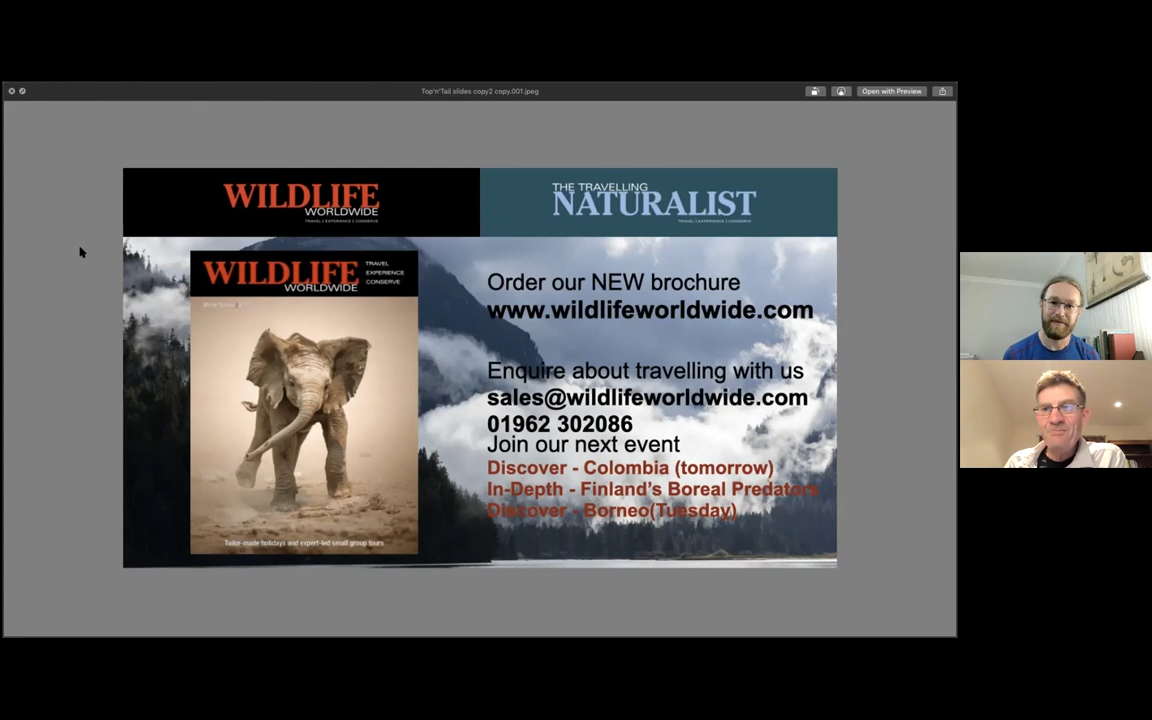 Top'n'Tail slides copy2 copy.001.jpeg
Open with Preview
WILDLIFE
WORLDWIDE
TRAVEL | EXPERIENCE | CONSERVE
THE TRAVELLING
NATURALIST
TRAVEL | EXPERIENCE | CONSERVE
WILDLIFE
WORLDWIDE
TRAVEL
EXPERIENCE
CONSERVE
Tailor-made holidays and expert-led small group tours
Order our NEW brochure
www.wildlifeworldwide.com
Enquire about travelling with us
sales@wildlifeworldwide.com
01962 302086
Join our next event
Discover - Colombia (tomorrow)
In-Depth - Finland's Boreal Predators
Discover - Borneo(Tuesday)